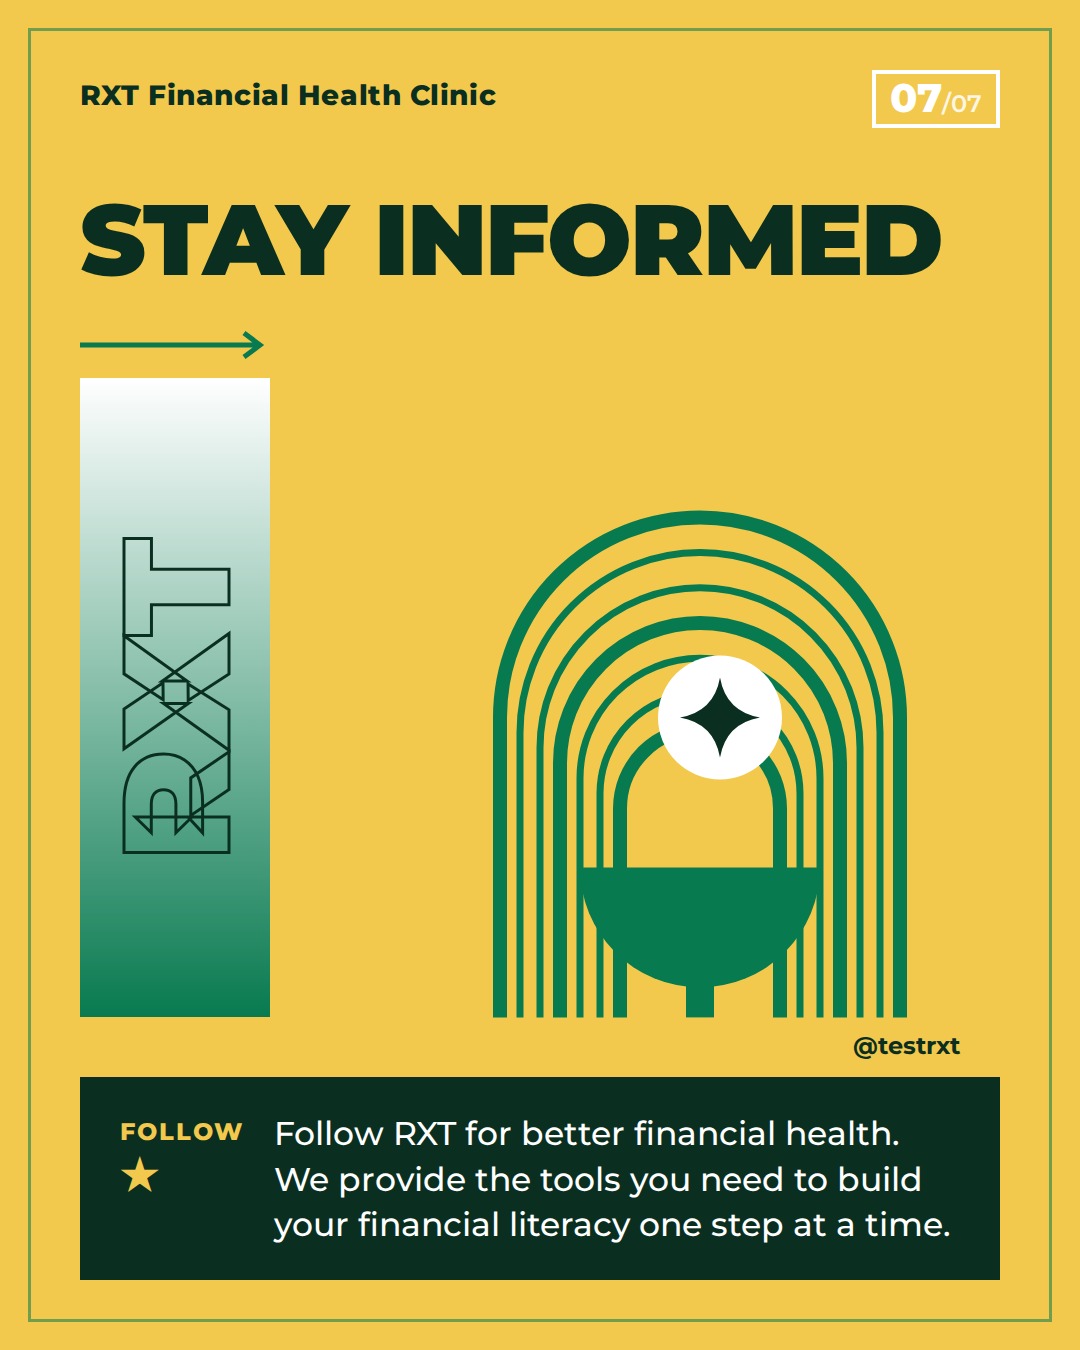 RXT Financial Health Clinic
07/07
STAY INFORMED
RXT
@testrxt
FOLLOW
Follow RXT for better financial health.
We provide the tools you need to build
your financial literacy one step at a time.